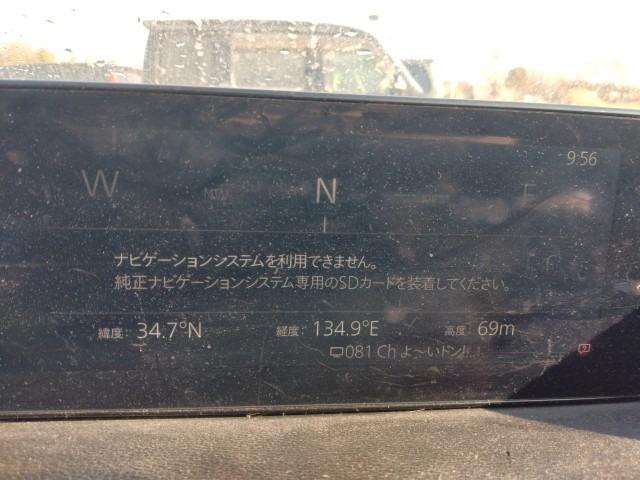 9:56
W N E
ナビゲーションシステムを利用できません。
純正ナビゲーションシステム専用のSDカードを装着してください。
緯度: 34.7°N 経度: 134.9°E 高度: 69m
081 Ch よ〜いドン!